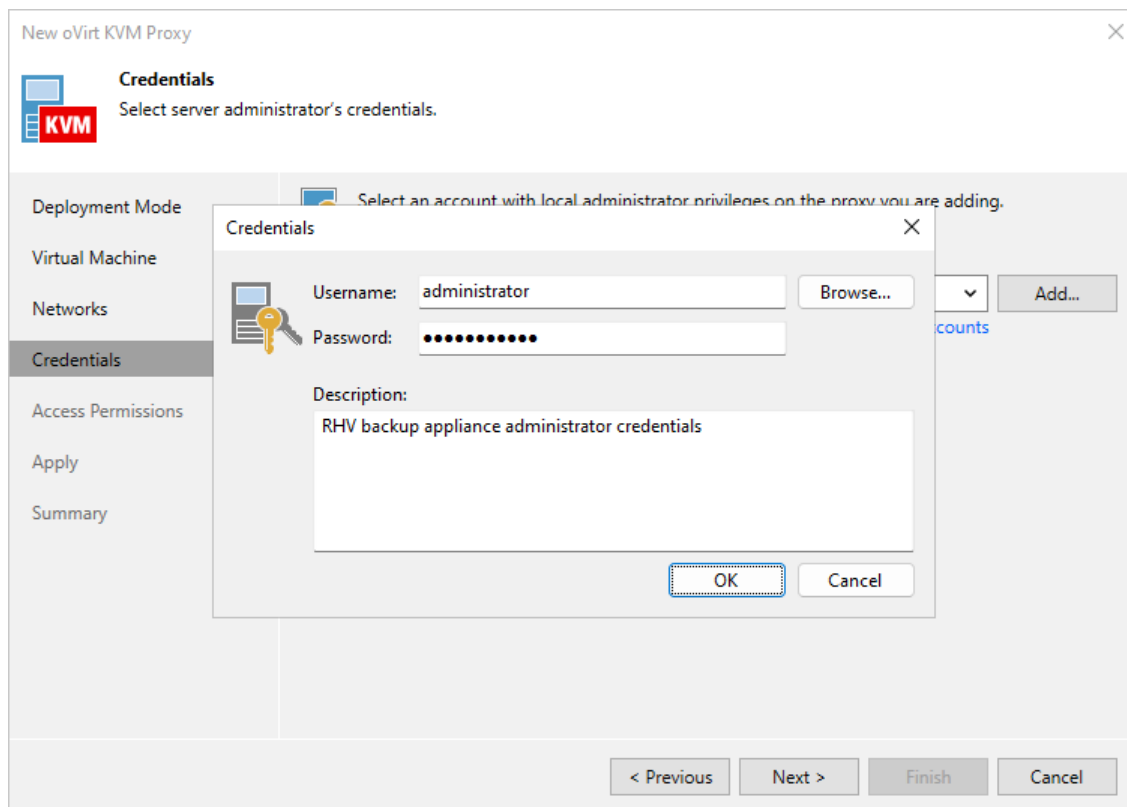 New oVirt KVM Proxy
Credentials
Select server administrator's credentials.
KVM
Deployment Mode
Virtual Machine
Networks
Credentials
Access Permissions
Apply
Summary
Select an account with local administrator privileges on the proxy you are adding.
Add...
counts
Credentials
Username:
administrator
Browse...
Password:
●●●●●●●●●●●
Description:
RHV backup appliance administrator credentials
OK
Cancel
< Previous
Next >
Finish
Cancel